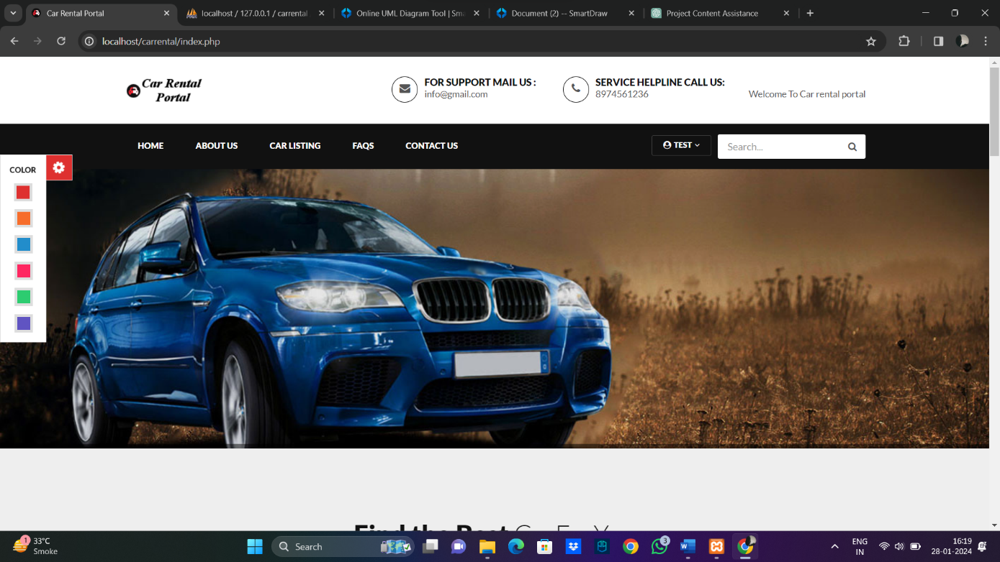 Car Rental Portal
localhost / 127.0.0.1 / carrental
Online UML Diagram Tool | Sma
Document (2) -- SmartDraw
Project Content Assistance
localhost/carrental/index.php
Car Rental
Portal
FOR SUPPORT MAIL US :
info@gmail.com
SERVICE HELPLINE CALL US:
8974561236
Welcome To Car rental portal
HOME
ABOUT US
CAR LISTING
FAQS
CONTACT US
TEST
Search...
COLOR
Find the Best
1
33°C
Smoke
Search
3
ENG
IN
16:19
28-01-2024